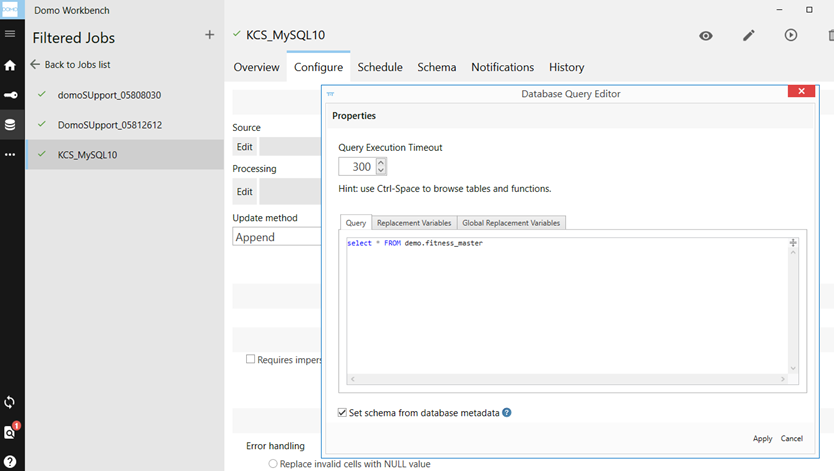 DOMO
Domo Workbench
Filtered Jobs
+
Back to Jobs list
domoSUpport_05808030
DomoSUpport_05812612
KCS_MySQL10
1
KCS_MySQL10
Overview
Configure
Schedule
Schema
Notifications
History
Source
Edit
Processing
Edit
Update method
Append
Requires impers
Error handling
Replace invalid cells with NULL value
Database Query Editor
Properties
Query Execution Timeout
300
Hint: use Ctrl-Space to browse tables and functions.
Query
Replacement Variables
Global Replacement Variables
select * FROM demo.fitness_master
Set schema from database metadata ?
Apply
Cancel